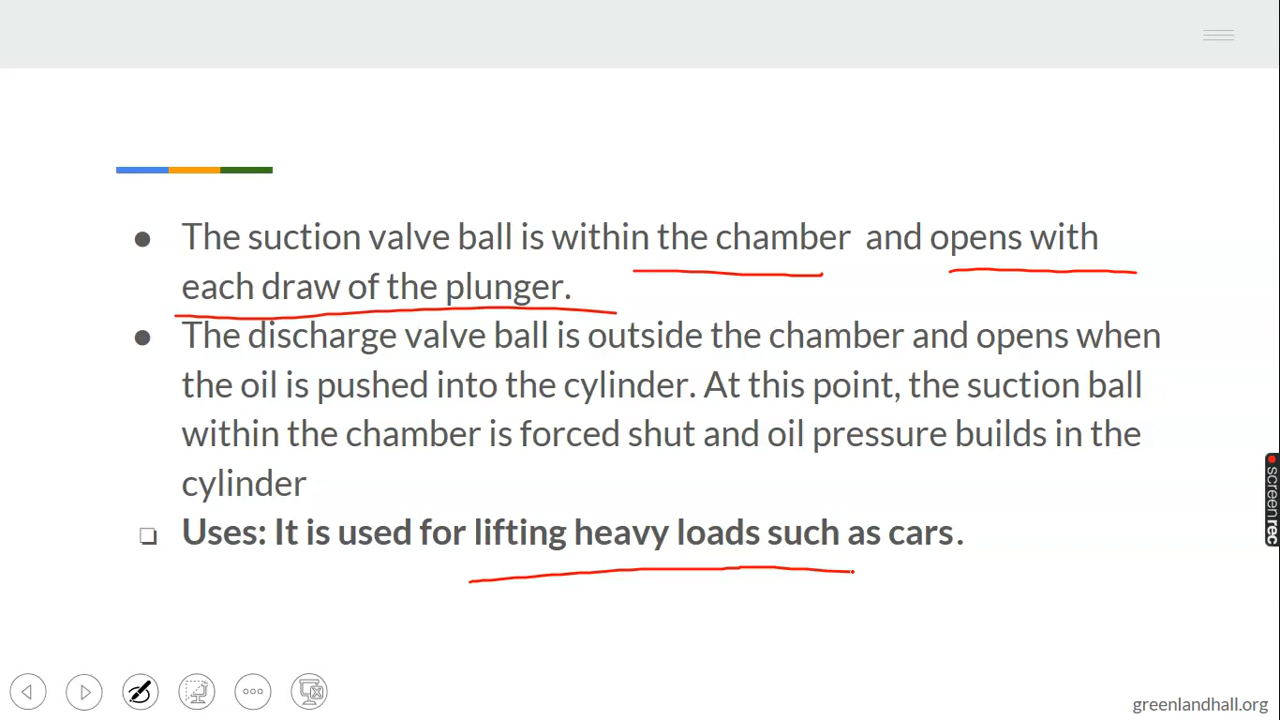 The suction valve ball is within the chamber and opens with
each draw of the plunger.
The discharge valve ball is outside the chamber and opens when
the oil is pushed into the cylinder. At this point, the suction ball
within the chamber is forced shut and oil pressure builds in the
cylinder
Uses: It is used for lifting heavy loads such as cars.
screenrec
greenlandhall.org